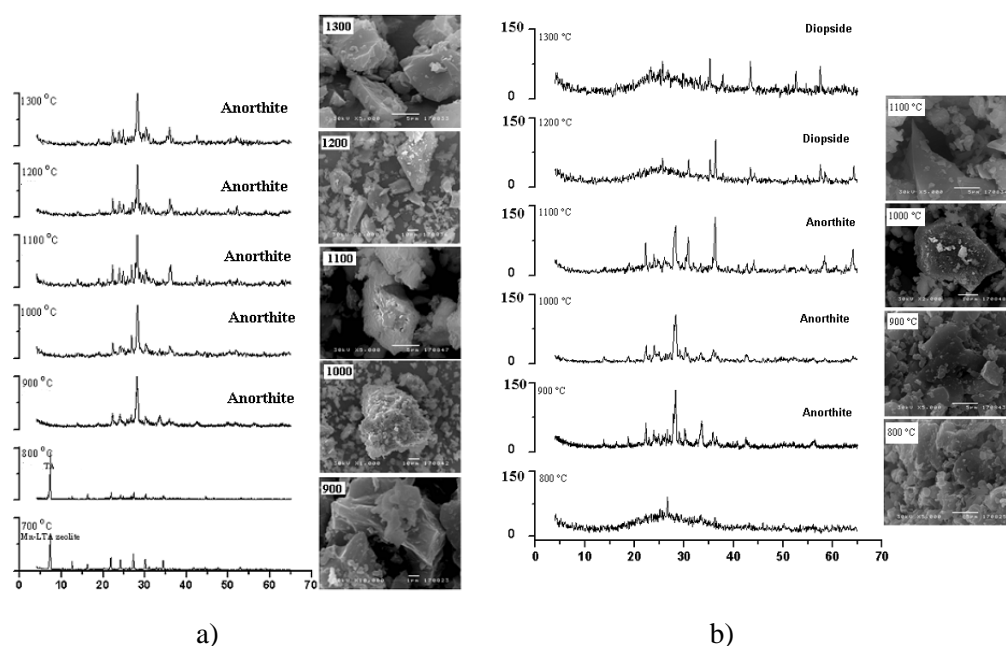 a)
1300 °C
Anorthite
1200 °C
Anorthite
1100 °C
Anorthite
1000 °C
Anorthite
900 °C
Anorthite
800 °C
TA
700 °C
Mn-LTA zeolite
0 10 20 30 40 50 60 70
1300
1200
1100
1000
900
b)
150
1300 °C
Diopside
0
150
1200 °C
Diopside
0
150
1100 °C
Anorthite
0
150
1000 °C
Anorthite
0
150
900 °C
Anorthite
0
150
800 °C
0
0 10 20 30 40 50 60 70
1100 °C
1000 °C
900 °C
800 °C
a)
b)